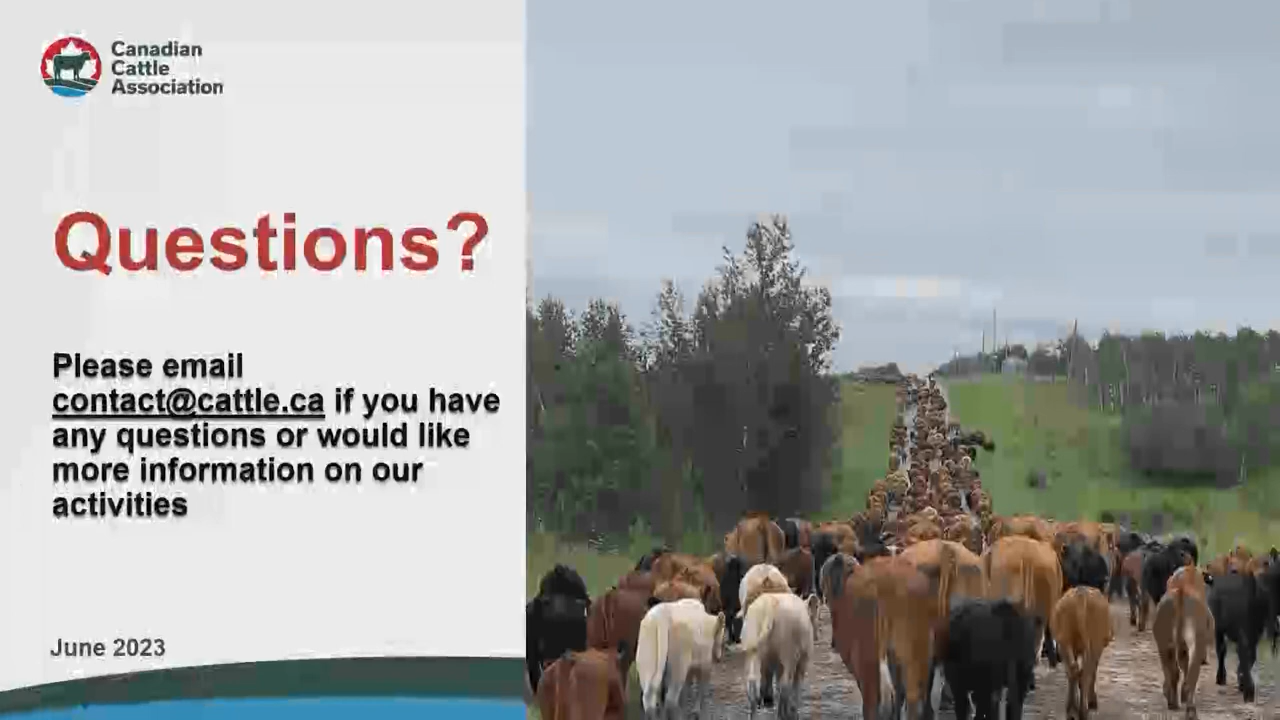 Canadian
Cattle
Association
Questions?
Please email
contact@cattle.ca if you have
any questions or would like
more information on our
activities
June 2023